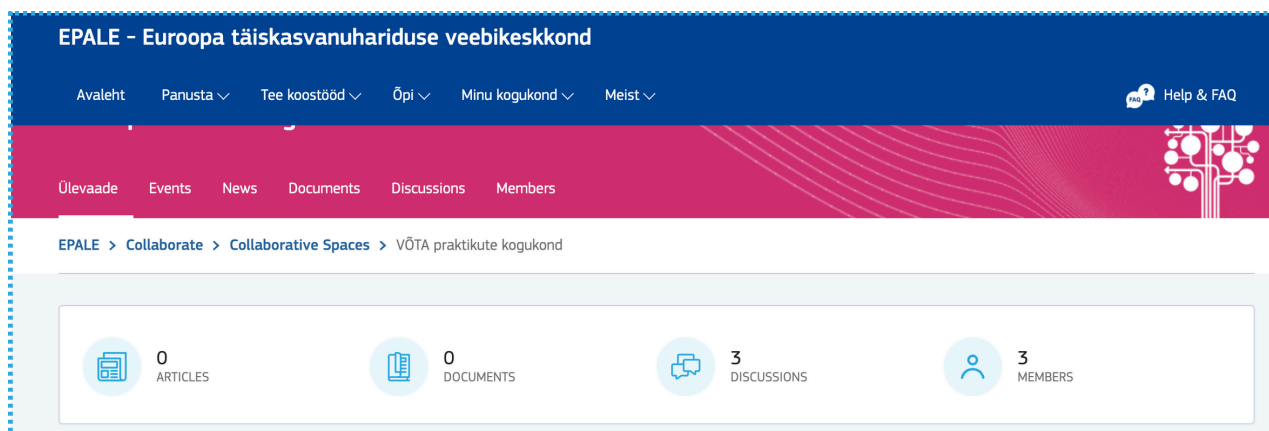 EPALE - Euroopa täiskasvanuhariduse veebikeskkond
Avaleht Panusta Tee koostööd Õpi Minu kogukond Meist FAQ ? Help & FAQ
Ülevaade Events News Documents Discussions Members
EPALE > Collaborate > Collaborative Spaces > VÕTA praktikute kogukond
0 0 3 3
ARTICLES DOCUMENTS DISCUSSIONS MEMBERS